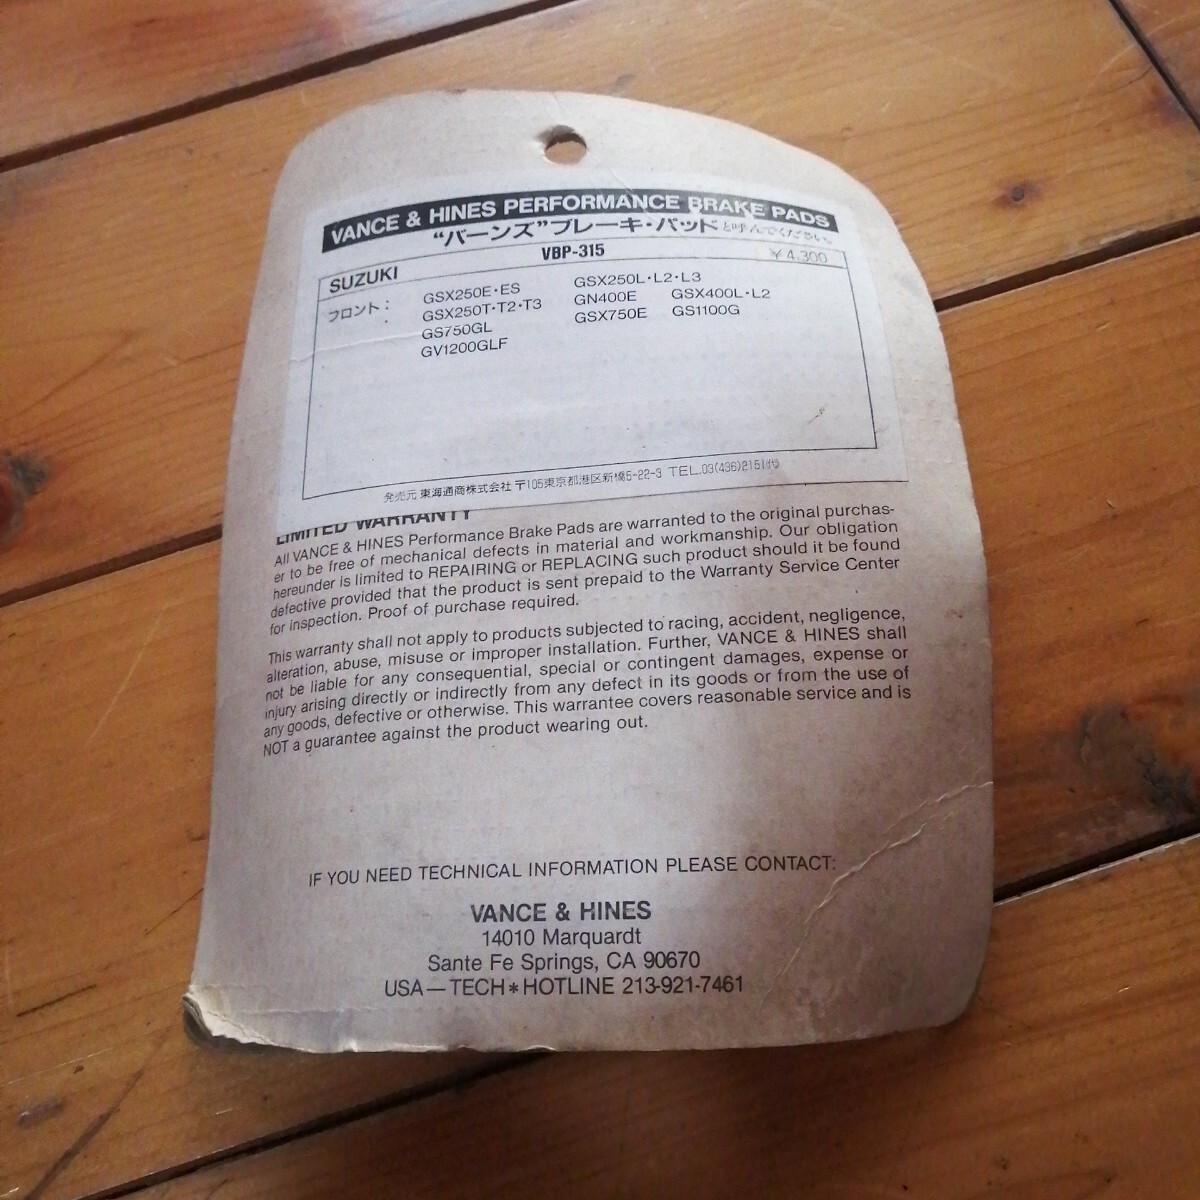 VANCE & HINES PERFORMANCE BRAKE PADS
“バーンズ”ブレーキ・パッドと呼んでください。
SUZUKI VBP-315 ¥4,300
フロント: GSX250E・ES GSX250L・L2・L3
: GSX250T・T2・T3 GN400E GSX400L・L2
GS750GL GSX750E GS1100G
GV1200GLF
発売元 東海通商株式会社 〒105東京都港区新橋5-22-3 TEL.03(436)2151㈹
LIMITED WARRANTY
All VANCE & HINES Performance Brake Pads are warranted to the original purchas-
er to be free of mechanical defects in material and workmanship. Our obligation
hereunder is limited to REPAIRING or REPLACING such product should it be found
defective provided that the product is sent prepaid to the Warranty Service Center
for inspection. Proof of purchase required.
This warranty shall not apply to products subjected to racing, accident, negligence,
alteration, abuse, misuse or improper installation. Further, VANCE & HINES shall
not be liable for any consequential, special or contingent damages, expense or
injury arising directly or indirectly from any defect in its goods or from the use of
any goods, defective or otherwise. This warrantee covers reasonable service and is
NOT a guarantee against the product wearing out.
IF YOU NEED TECHNICAL INFORMATION PLEASE CONTACT:
VANCE & HINES
14010 Marquardt
Sante Fe Springs, CA 90670
USA — TECH * HOTLINE 213-921-7461